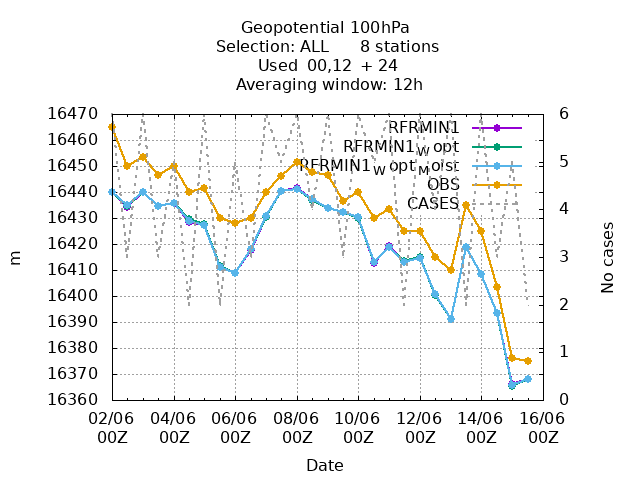 Geopotential 100hPa
Selection: ALL 8 stations
Used 00,12 + 24
Averaging window: 12h
16470
16460
16450
16440
16430
16420
16410
16400
16390
16380
16370
16360
m
RFRMIN1
RFRMIN1W opt
RFRMIN1W optMoist
OBS
CASES
6
5
4
3
2
1
0
No cases
02/06 04/06 06/06 08/06 10/06 12/06 14/06 16/06
00Z 00Z 00Z 00Z 00Z 00Z 00Z 00Z
Date